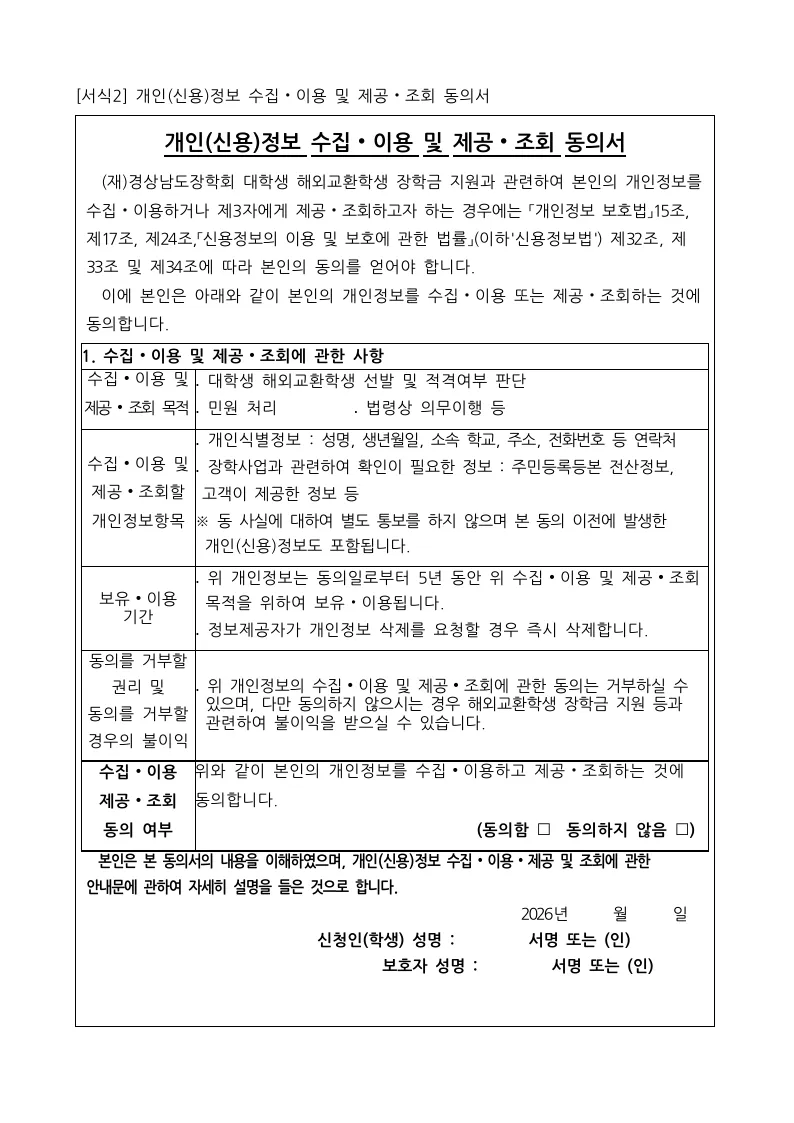 [서식2] 개인(신용)정보 수집•이용 및 제공•조회 동의서
개인(신용)정보 수집•이용 및 제공•조회 동의서
(재)경상남도장학회 대학생 해외교환학생 장학금 지원과 관련하여 본인의 개인정보를
수집•이용하거나 제3자에게 제공•조회하고자 하는 경우에는 「개인정보 보호법」15조,
제17조, 제24조,「신용정보의 이용 및 보호에 관한 법률」(이하'신용정보법') 제32조, 제
33조 및 제34조에 따라 본인의 동의를 얻어야 합니다.
이에 본인은 아래와 같이 본인의 개인정보를 수집•이용 또는 제공•조회하는 것에
동의합니다.
1. 수집•이용 및 제공•조회에 관한 사항
수집•이용 및
제공•조회 목적
. 대학생 해외교환학생 선발 및 적격여부 판단
. 민원 처리 . 법령상 의무이행 등
수집•이용 및
제공•조회할
개인정보항목
. 개인식별정보 : 성명, 생년월일, 소속 학교, 주소, 전화번호 등 연락처
. 장학사업과 관련하여 확인이 필요한 정보 : 주민등록등본 전산정보,
고객이 제공한 정보 등
※ 동 사실에 대하여 별도 통보를 하지 않으며 본 동의 이전에 발생한
개인(신용)정보도 포함됩니다.
보유•이용
기간
. 위 개인정보는 동의일로부터 5년 동안 위 수집•이용 및 제공•조회
목적을 위하여 보유•이용됩니다.
. 정보제공자가 개인정보 삭제를 요청할 경우 즉시 삭제합니다.
동의를 거부할
권리 및
동의를 거부할
경우의 불이익
. 위 개인정보의 수집•이용 및 제공•조회에 관한 동의는 거부하실 수
있으며, 다만 동의하지 않으시는 경우 해외교환학생 장학금 지원 등과
관련하여 불이익을 받으실 수 있습니다.
수집•이용
제공•조회
동의 여부
위와 같이 본인의 개인정보를 수집•이용하고 제공•조회하는 것에
동의합니다.
(동의함 □ 동의하지 않음 □)
본인은 본 동의서의 내용을 이해하였으며, 개인(신용)정보 수집•이용•제공 및 조회에 관한
안내문에 관하여 자세히 설명을 들은 것으로 합니다.
2026년 월 일
신청인(학생) 성명 : 서명 또는 (인)
보호자 성명 : 서명 또는 (인)